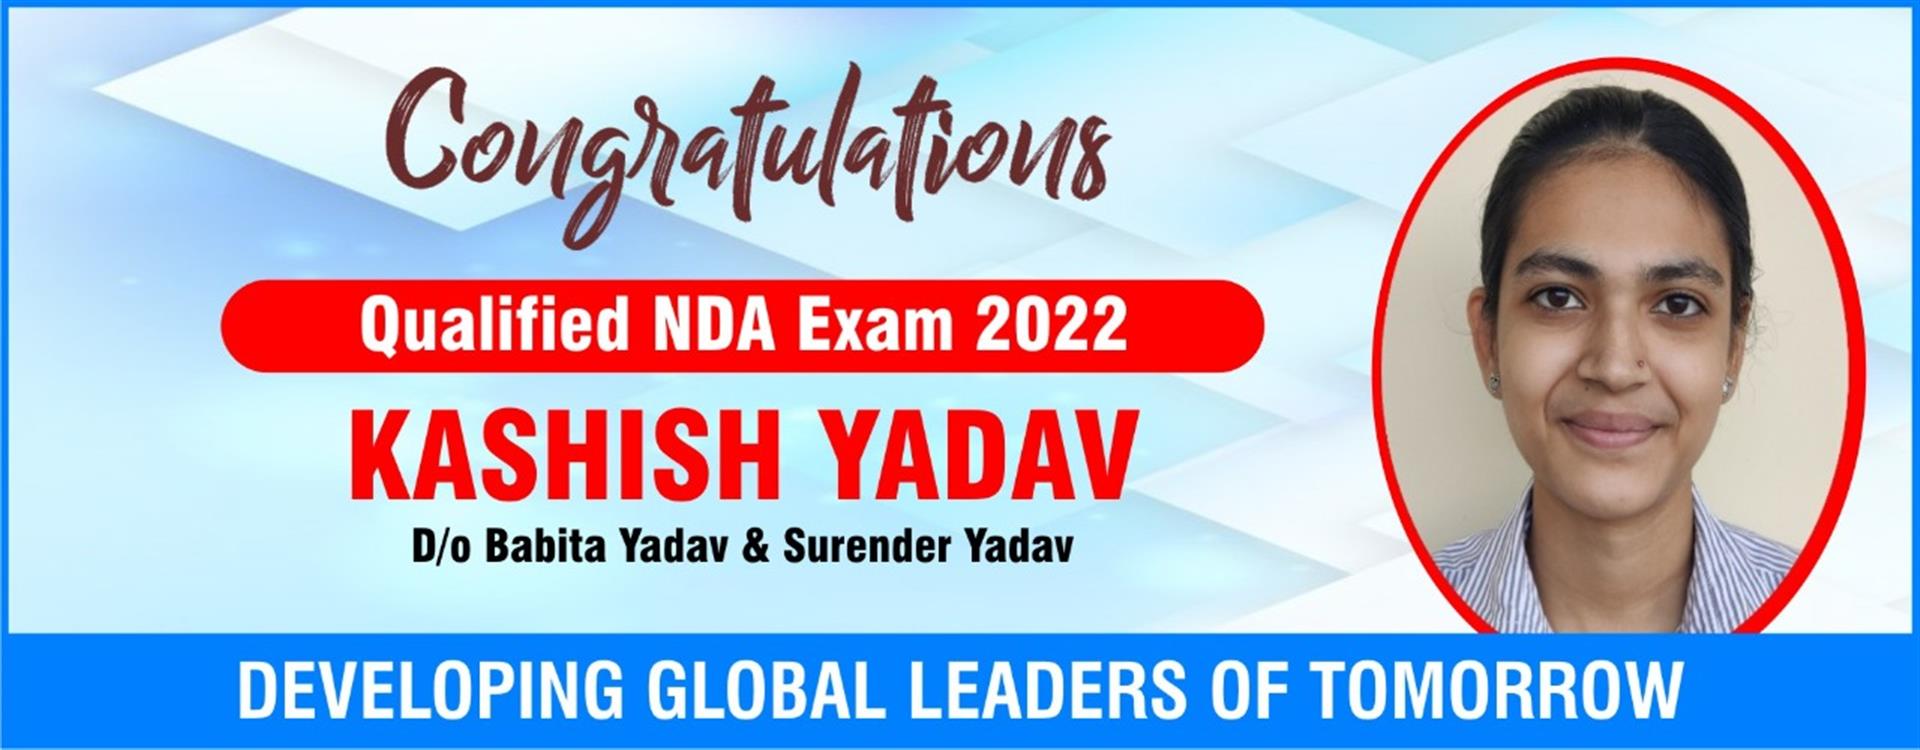 Congratulations
Qualified NDA Exam 2022
KASHISH YADAV
D/o Babita Yadav & Surender Yadav
DEVELOPING GLOBAL LEADERS OF TOMORROW